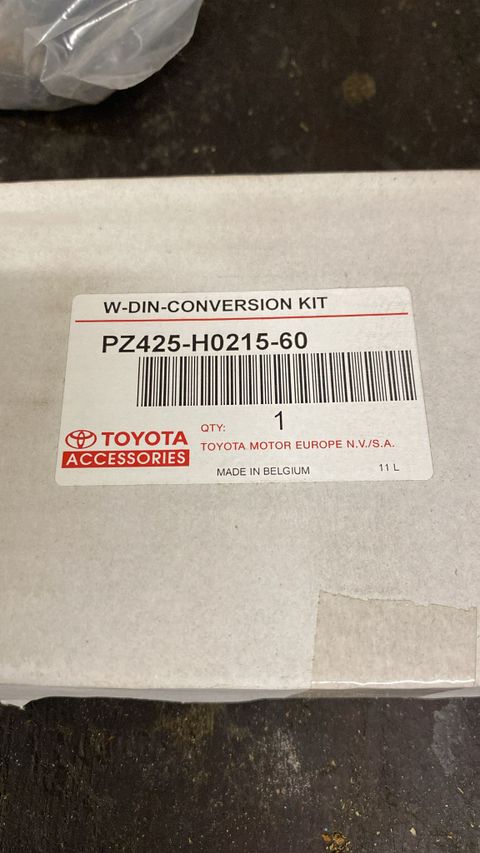 W-DIN-CONVERSION KIT
PZ425-H0215-60
QTY: 1
TOYOTA
ACCESSORIES
TOYOTA MOTOR EUROPE N.V./S.A.
MADE IN BELGIUM
11 L